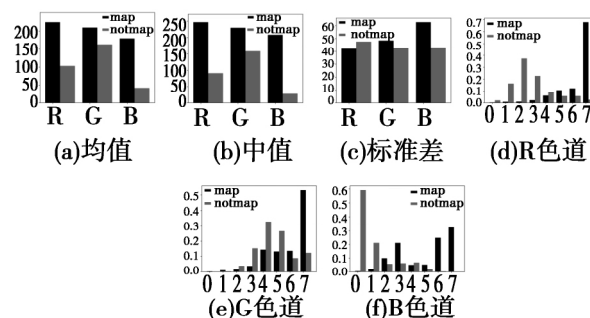 250 200 150 100 50 0
map
notmap
R G B
(a)均值
250 200 150 100 50 0
map
notmap
R G B
(b)中值
60 50 40 30 20 10 0
map
notmap
R G B
(c)标准差
0.7 0.6 0.5 0.4 0.3 0.2 0.1 0.0
map
notmap
0 1 2 3 4 5 6 7
(d)R色道
0.5 0.4 0.3 0.2 0.1 0.0
map
notmap
0 1 2 3 4 5 6 7
(e)G色道
0.6 0.5 0.4 0.3 0.2 0.1 0.0
map
notmap
0 1 2 3 4 5 6 7
(f)B色道